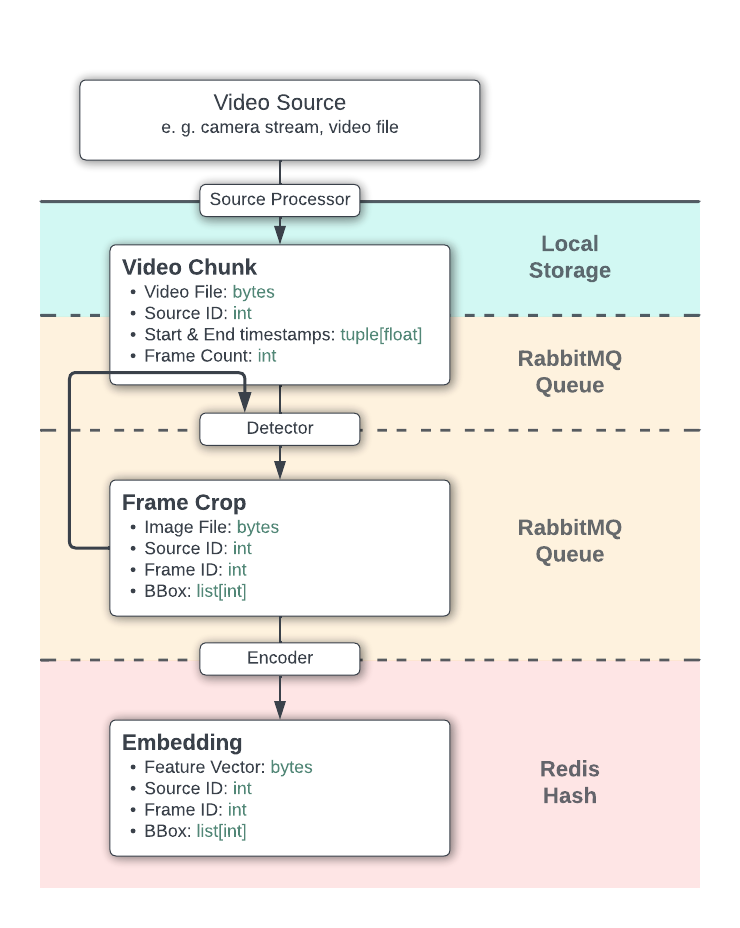 Video Source
e. g. camera stream, video file
Source Processor
Local
Storage
Video Chunk
• Video File: bytes
• Source ID: int
• Start & End timestamps: tuple[float]
• Frame Count: int
RabbitMQ
Queue
Detector
Frame Crop
• Image File: bytes
• Source ID: int
• Frame ID: int
• BBox: list[int]
RabbitMQ
Queue
Encoder
Embedding
• Feature Vector: bytes
• Source ID: int
• Frame ID: int
• BBox: list[int]
Redis
Hash